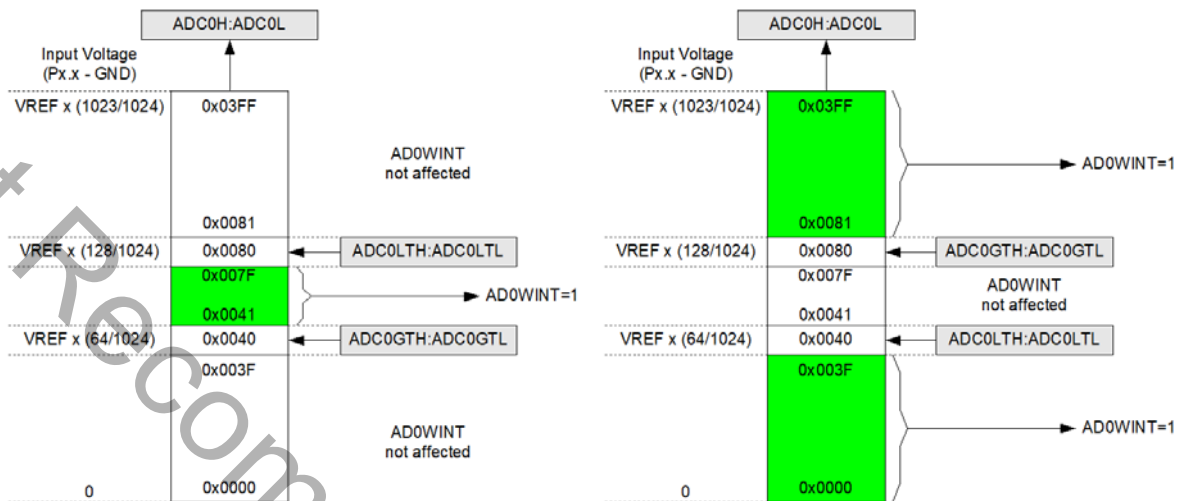 ADC0H:ADC0L
Input Voltage
(Px.x - GND)
VREF x (1023/1024)
0x03FF
AD0WINT
not affected
0x0081
VREF x (128/1024)
0x0080
ADC0LTH:ADC0LTL
0x007F
AD0WINT=1
0x0041
VREF x (64/1024)
0x0040
ADC0GTH:ADC0GTL
0x003F
AD0WINT
not affected
0
0x0000
ADC0H:ADC0L
Input Voltage
(Px.x - GND)
VREF x (1023/1024)
0x03FF
AD0WINT=1
0x0081
VREF x (128/1024)
0x0080
ADC0GTH:ADC0GTL
0x007F
AD0WINT
not affected
0x0041
VREF x (64/1024)
0x0040
ADC0LTH:ADC0LTL
0x003F
AD0WINT=1
0
0x0000
Recom